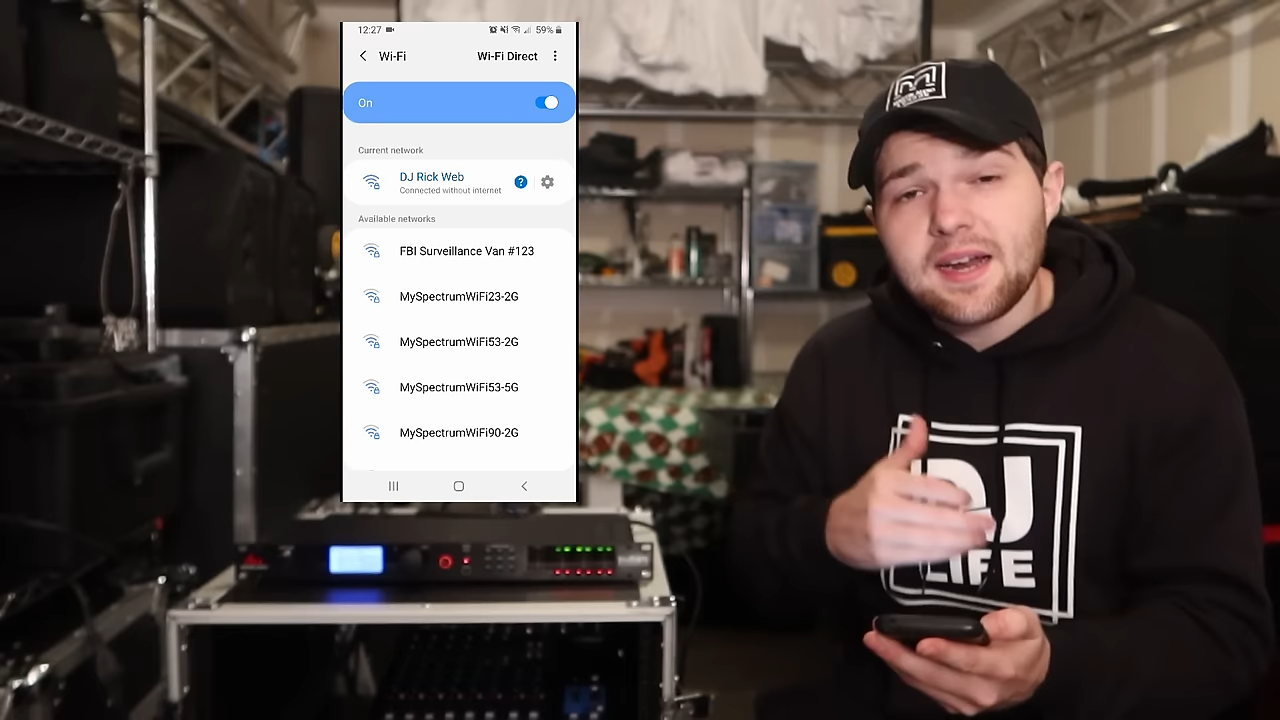 12:27
59%
Wi-Fi
Wi-Fi Direct
On
Current network
DJ Rick Web
Connected without internet
?
Available networks
FBI Surveillance Van #123
MySpectrumWiFi23-2G
MySpectrumWiFi53-2G
MySpectrumWiFi53-5G
MySpectrumWiFi90-2G
DJ
LIFE